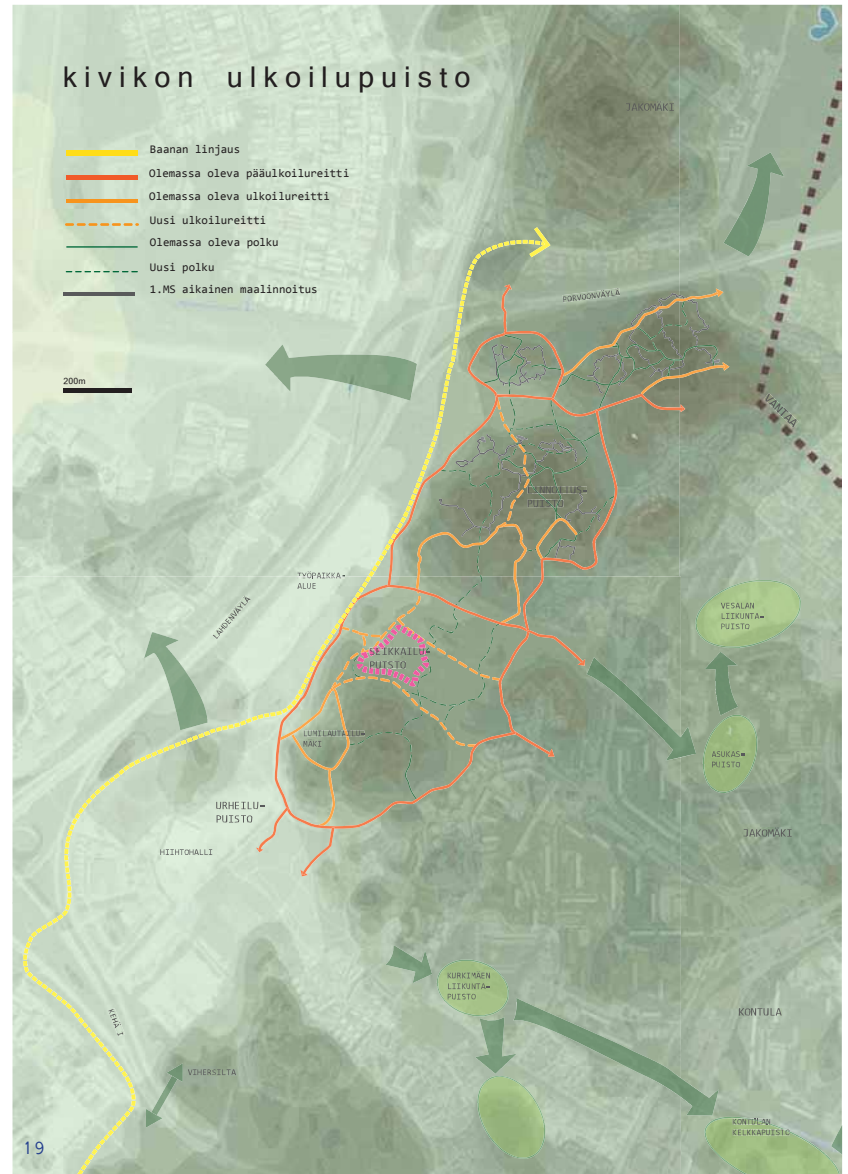 kivikon ulkoilupuisto
Baanan linjaus
Olemassa oleva pääulkoilureitti
Olemassa oleva ulkoilureitti
Uusi ulkoilureitti
Olemassa oleva polku
Uusi polku
1.MS aikainen maalinnoitus
200m
JAKOMÄKI
PORVOONVÄYLÄ
VANTAA
LINNOITUS-
PUISTO
TYÖPAIKKA-
ALUE
LAHDENVÄYLÄ
VESALAN
LIIKUNTA-
PUISTO
SEIKKAILU-
PUISTO
LUMILAUTAILU-
MÄKI
ASUKAS-
PUISTO
URHEILU-
PUISTO
JAKOMÄKI
HIIHTOHALLI
KURKIMÄEN
LIIKUNTA-
PUISTO
KEHÄ I
KONTULA
VIHERSILTA
KONTULAN
KELKKAPUISTO
19